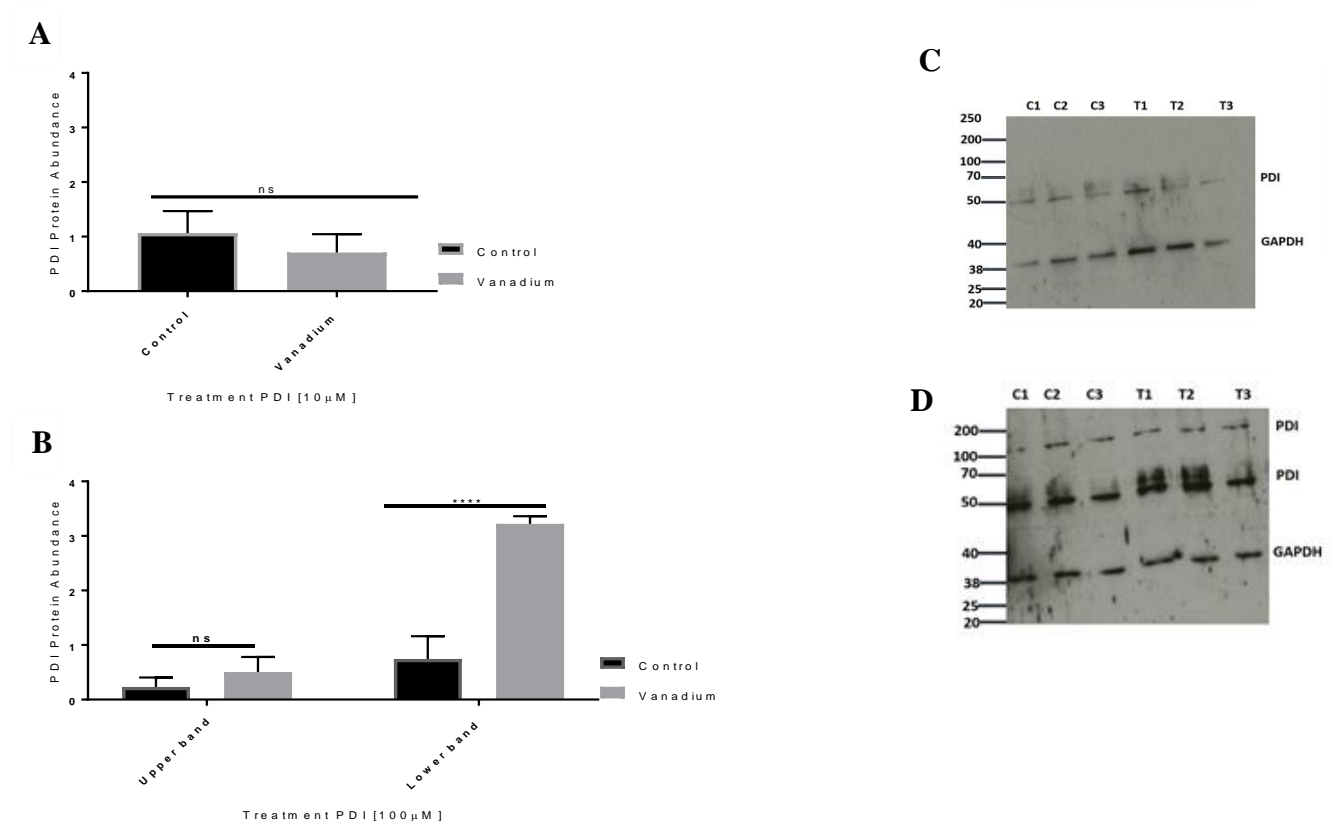 A
PDI Protein Abundance
4
3
2
1
0
ns
Control
Vanadium
Control
Vanadium
Treatment PDI [10μM]
B
PDI Protein Abundance
4
3
2
1
0
ns
****
Control
Vanadium
Upper band
Lower band
Treatment PDI [100μM]
C
C1 C2 C3 T1 T2 T3
250
200
100
70
50
40
38
25
20
PDI
GAPDH
D
C1 C2 C3 T1 T2 T3
200
100
70
50
40
38
25
20
PDI
PDI
GAPDH